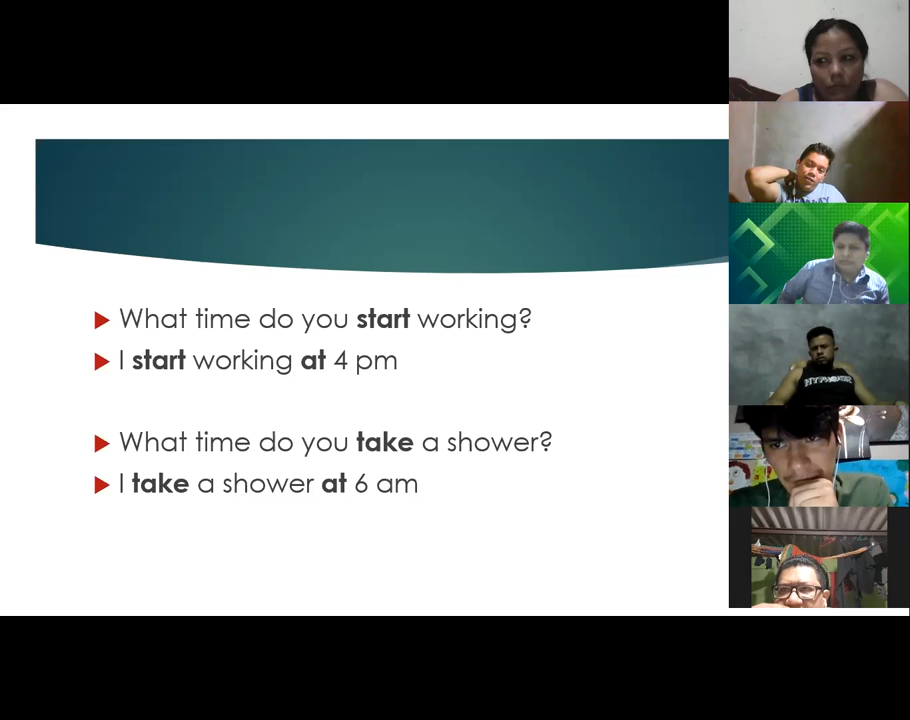 What time do you start working?
I start working at 4 pm
What time do you take a shower?
I take a shower at 6 am